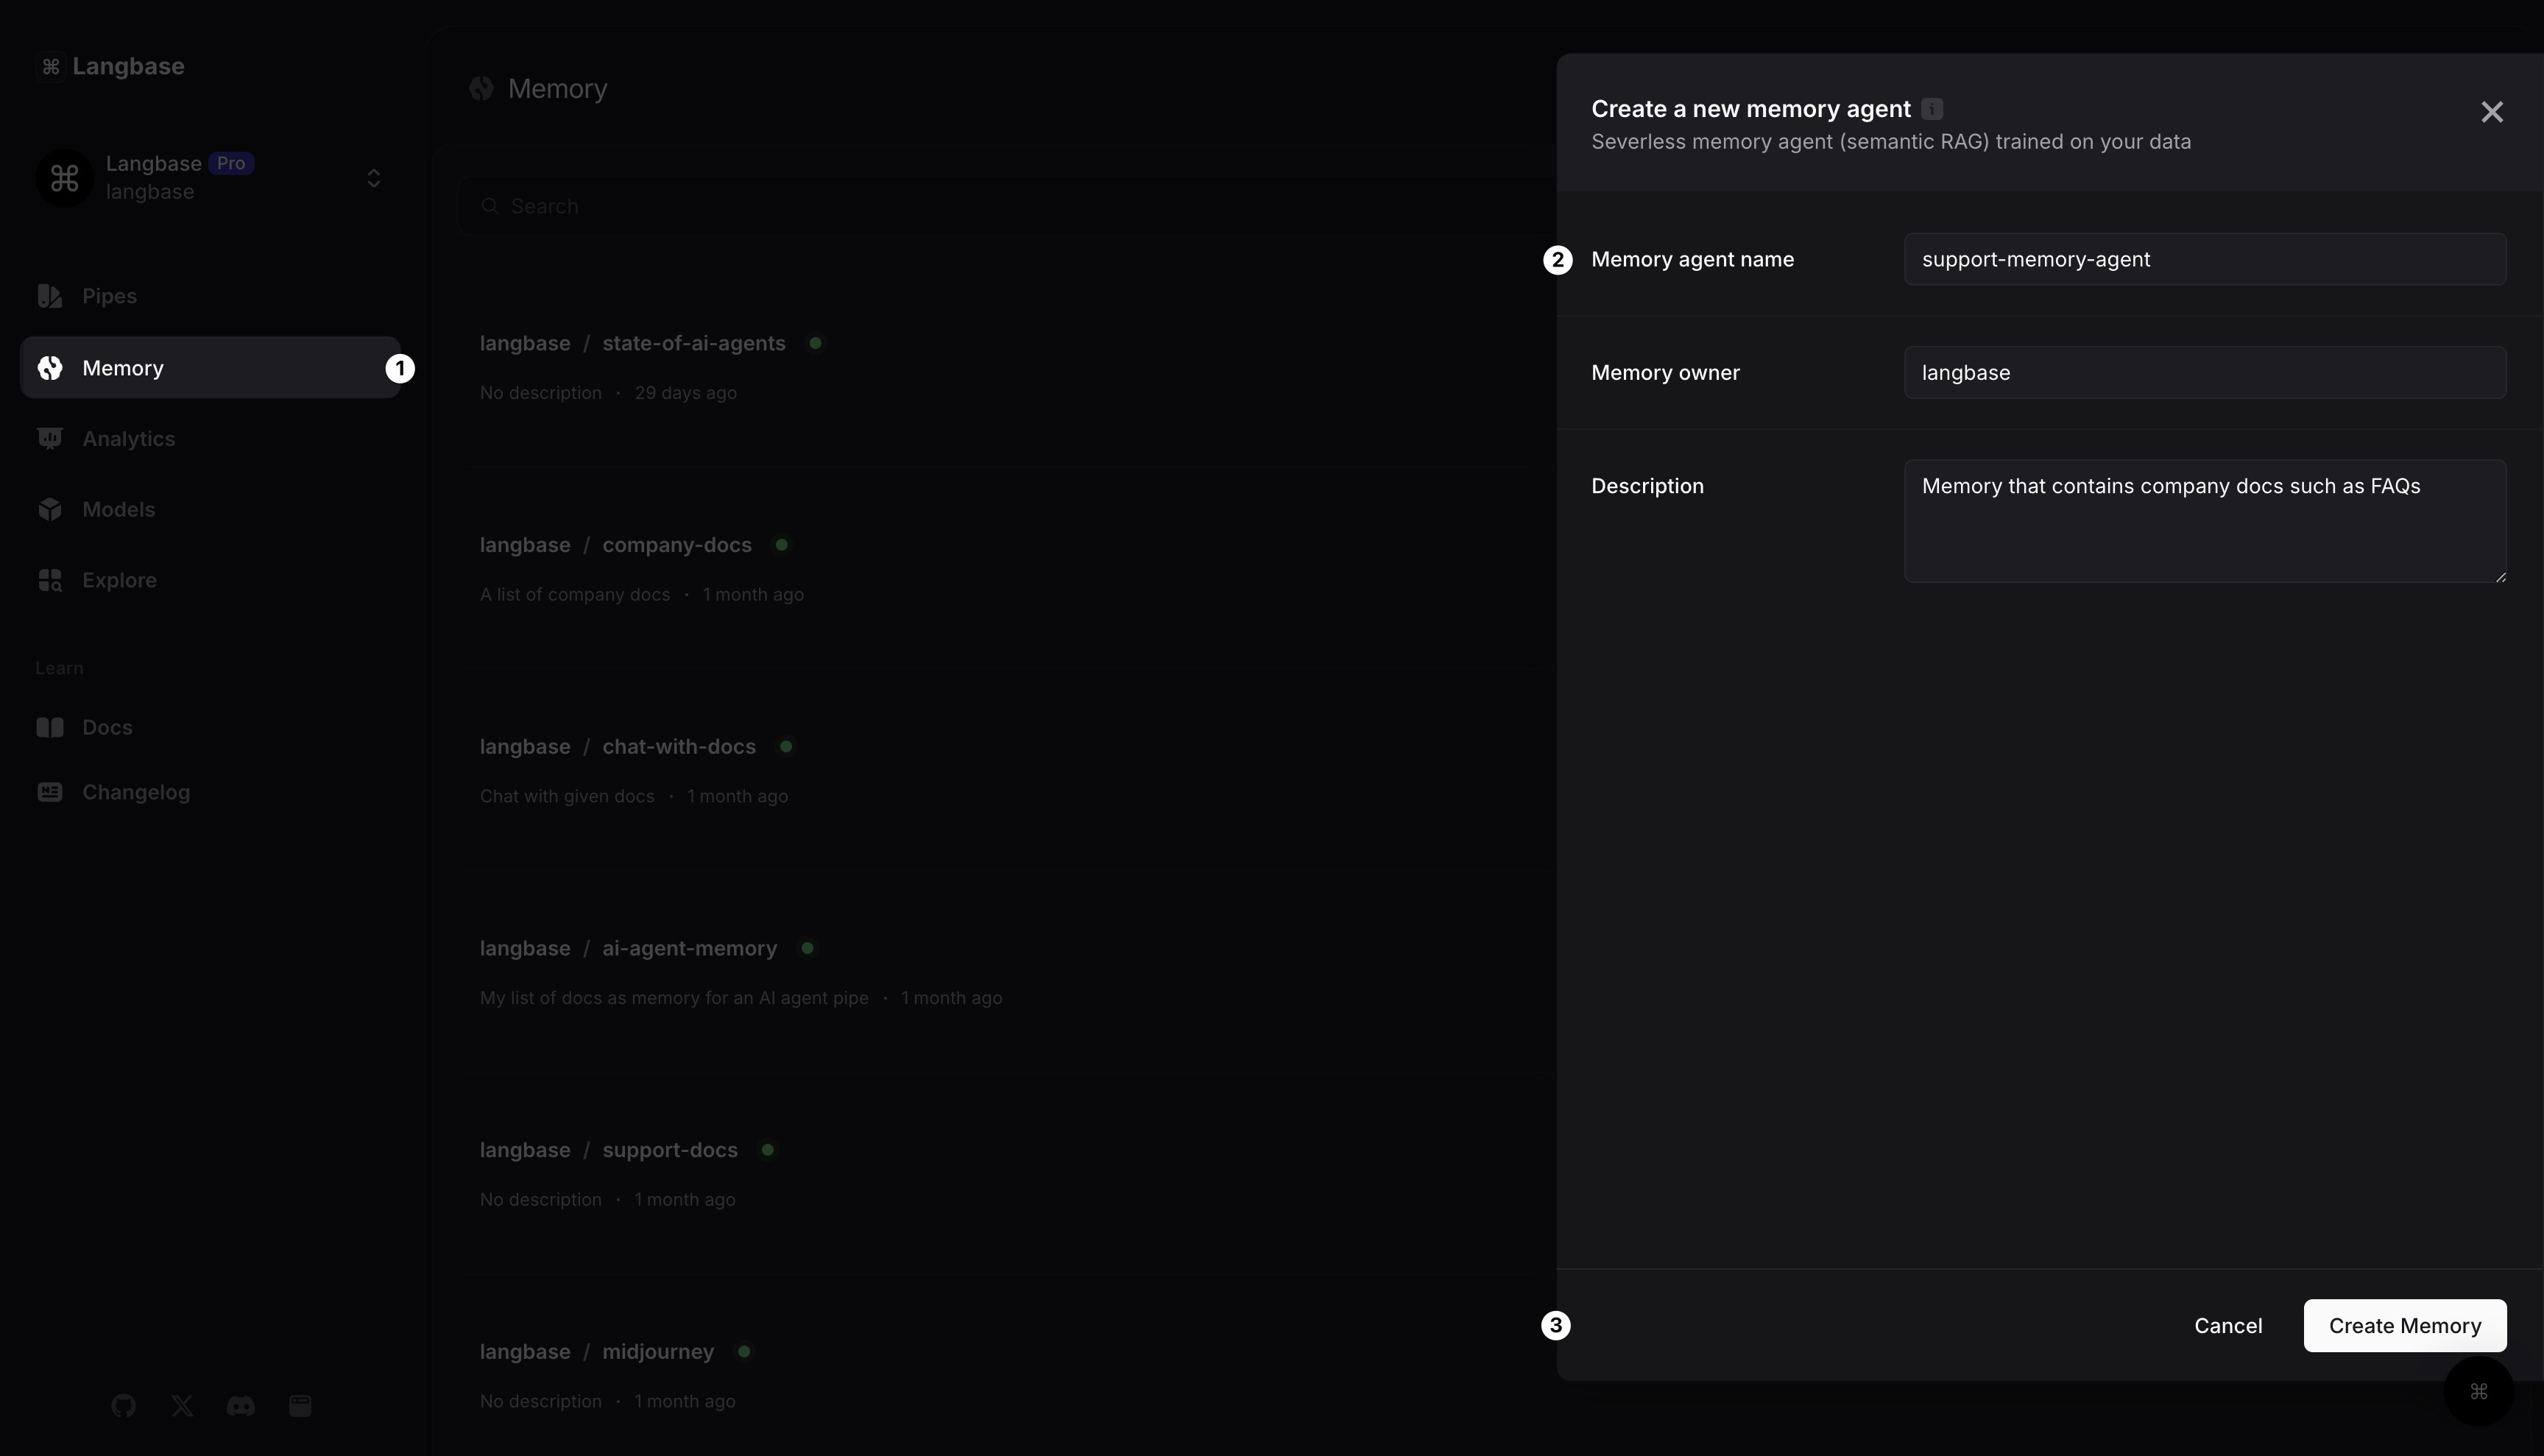 Langbase
Langbase Pro
langbase
Pipes
Memory 1
Analytics
Models
Explore
Learn
Docs
Changelog
Memory
Search
langbase / state-of-ai-agents
No description · 29 days ago
langbase / company-docs
A list of company docs · 1 month ago
langbase / chat-with-docs
Chat with given docs · 1 month ago
langbase / ai-agent-memory
My list of docs as memory for an AI agent pipe · 1 month ago
langbase / support-docs
No description · 1 month ago
langbase / midjourney
No description · 1 month ago
Create a new memory agent i
Severless memory agent (semantic RAG) trained on your data
2 Memory agent name support-memory-agent
Memory owner langbase
Description Memory that contains company docs such as FAQs
3 Cancel Create Memory